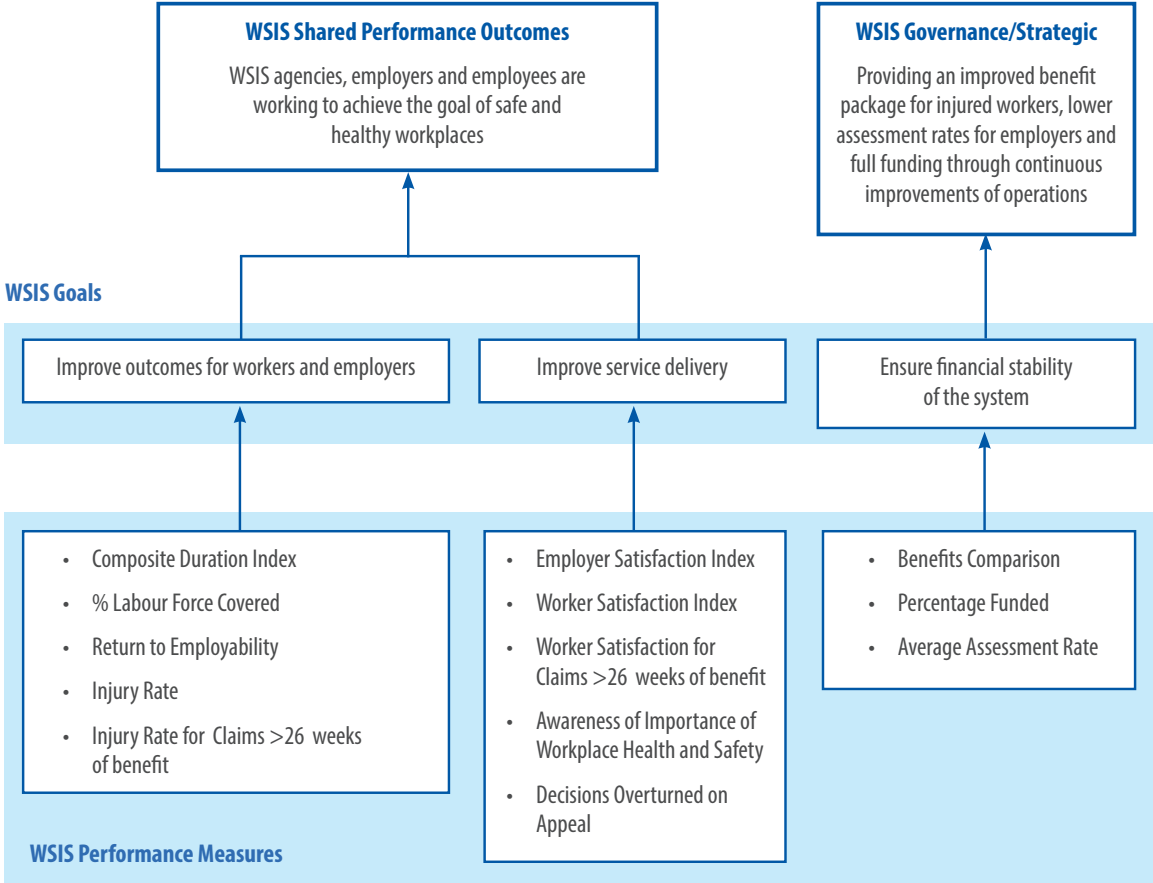 WSIS Shared Performance Outcomes
WSIS agencies, employers and employees are
working to achieve the goal of safe and
healthy workplaces
WSIS Governance/Strategic
Providing an improved benefit
package for injured workers, lower
assessment rates for employers and
full funding through continuous
improvements of operations
WSIS Goals
Improve outcomes for workers and employers
Improve service delivery
Ensure financial stability
of the system
• Composite Duration Index
• % Labour Force Covered
• Return to Employability
• Injury Rate
• Injury Rate for Claims >26 weeks
of benefit
• Employer Satisfaction Index
• Worker Satisfaction Index
• Worker Satisfaction for
Claims >26 weeks of benefit
• Awareness of Importance of
Workplace Health and Safety
• Decisions Overturned on
Appeal
• Benefits Comparison
• Percentage Funded
• Average Assessment Rate
WSIS Performance Measures